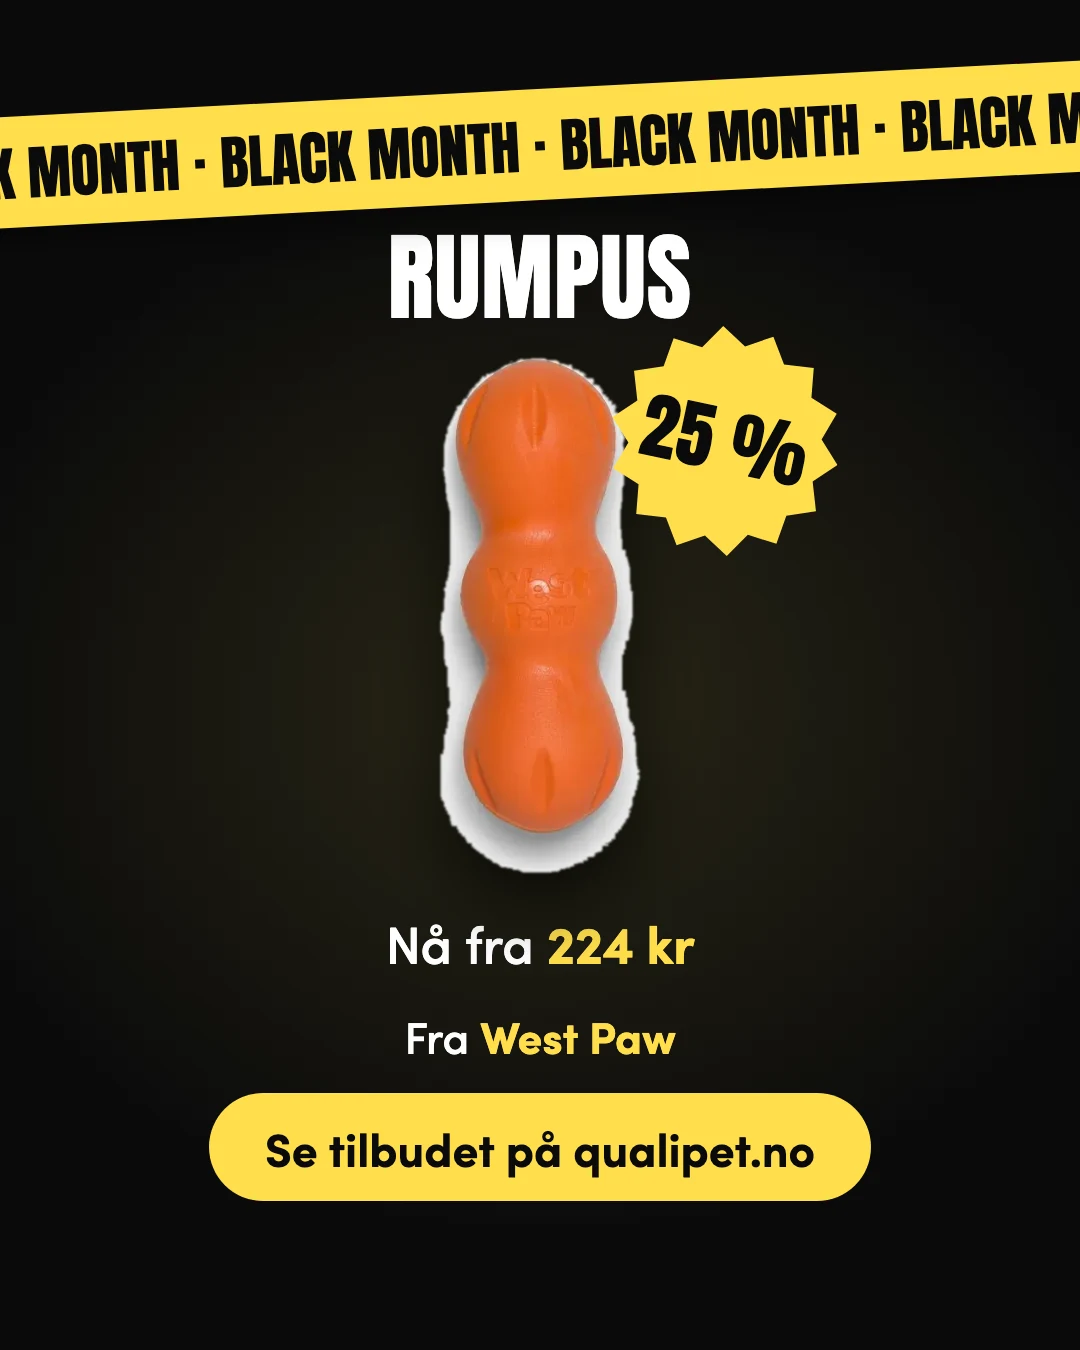 K MONTH · BLACK MONTH · BLACK MONTH · BLACK M
RUMPUS
25 %
West
Paw
Nå fra 224 kr
Fra West Paw
Se tilbudet på qualipet.no